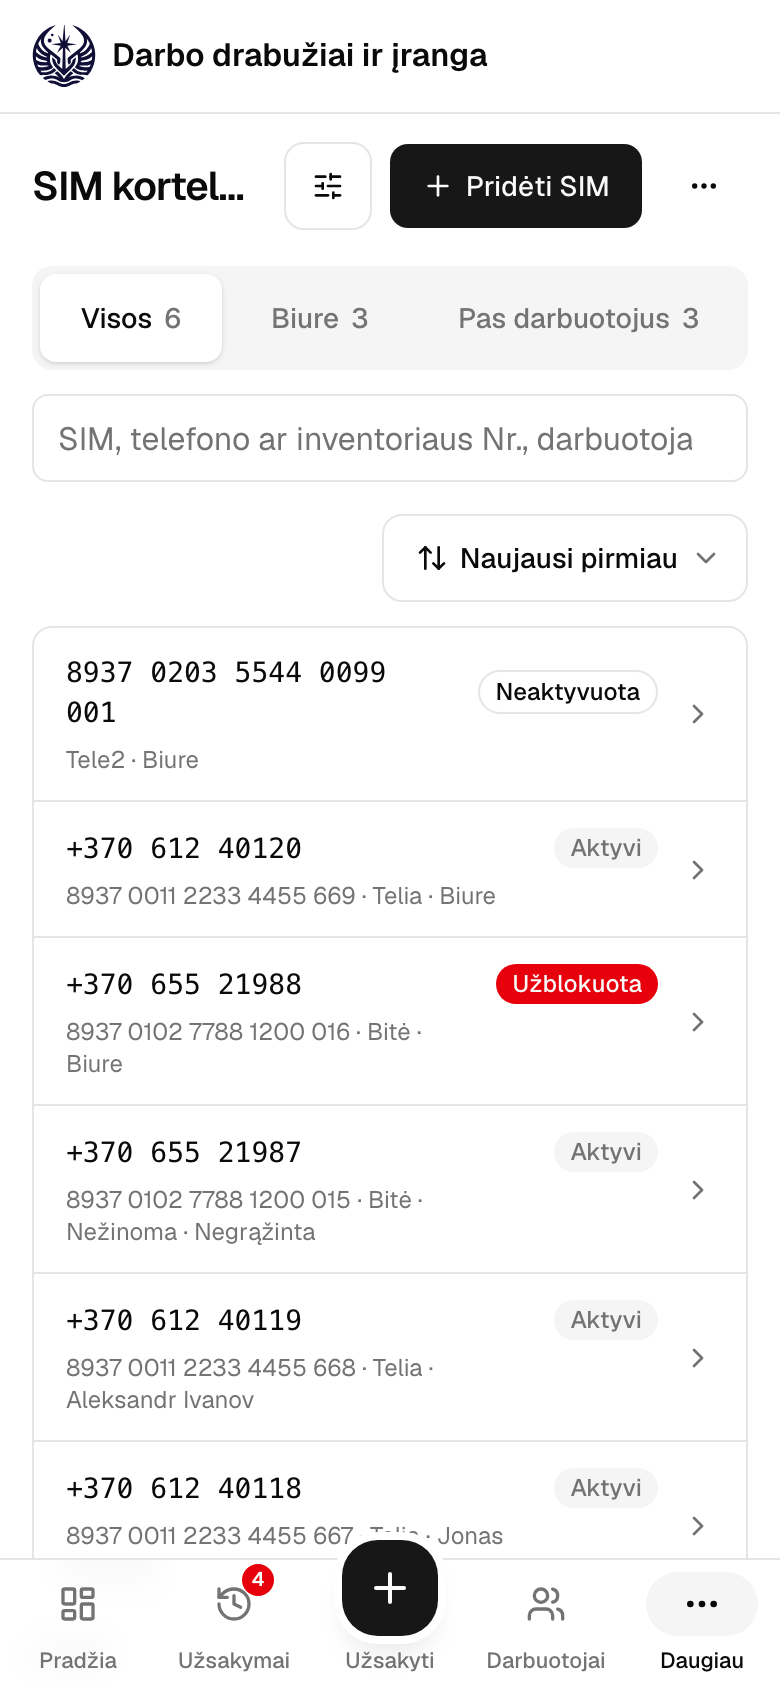 Darbo drabužiai ir įranga
SIM kortel...
Pridėti SIM
Visos 6
Biure 3
Pas darbuotojus 3
SIM, telefono ar inventoriaus Nr., darbuotoja
Naujausi pirmiau
8937 0203 5544 0099
001
Neaktyvuota
Tele2 · Biure
+370 612 40120
Aktyvi
8937 0011 2233 4455 669 · Telia · Biure
+370 655 21988
Užblokuota
8937 0102 7788 1200 016 · Bitė ·
Biure
+370 655 21987
Aktyvi
8937 0102 7788 1200 015 · Bitė ·
Nežinoma · Negrąžinta
+370 612 40119
Aktyvi
8937 0011 2233 4455 668 · Telia ·
Aleksandr Ivanov
+370 612 40118
Aktyvi
8937 0011 2233 4455 667 · Telia · Jonas
4
Pradžia
Užsakymai
Užsakyti
Darbuotojai
Daugiau